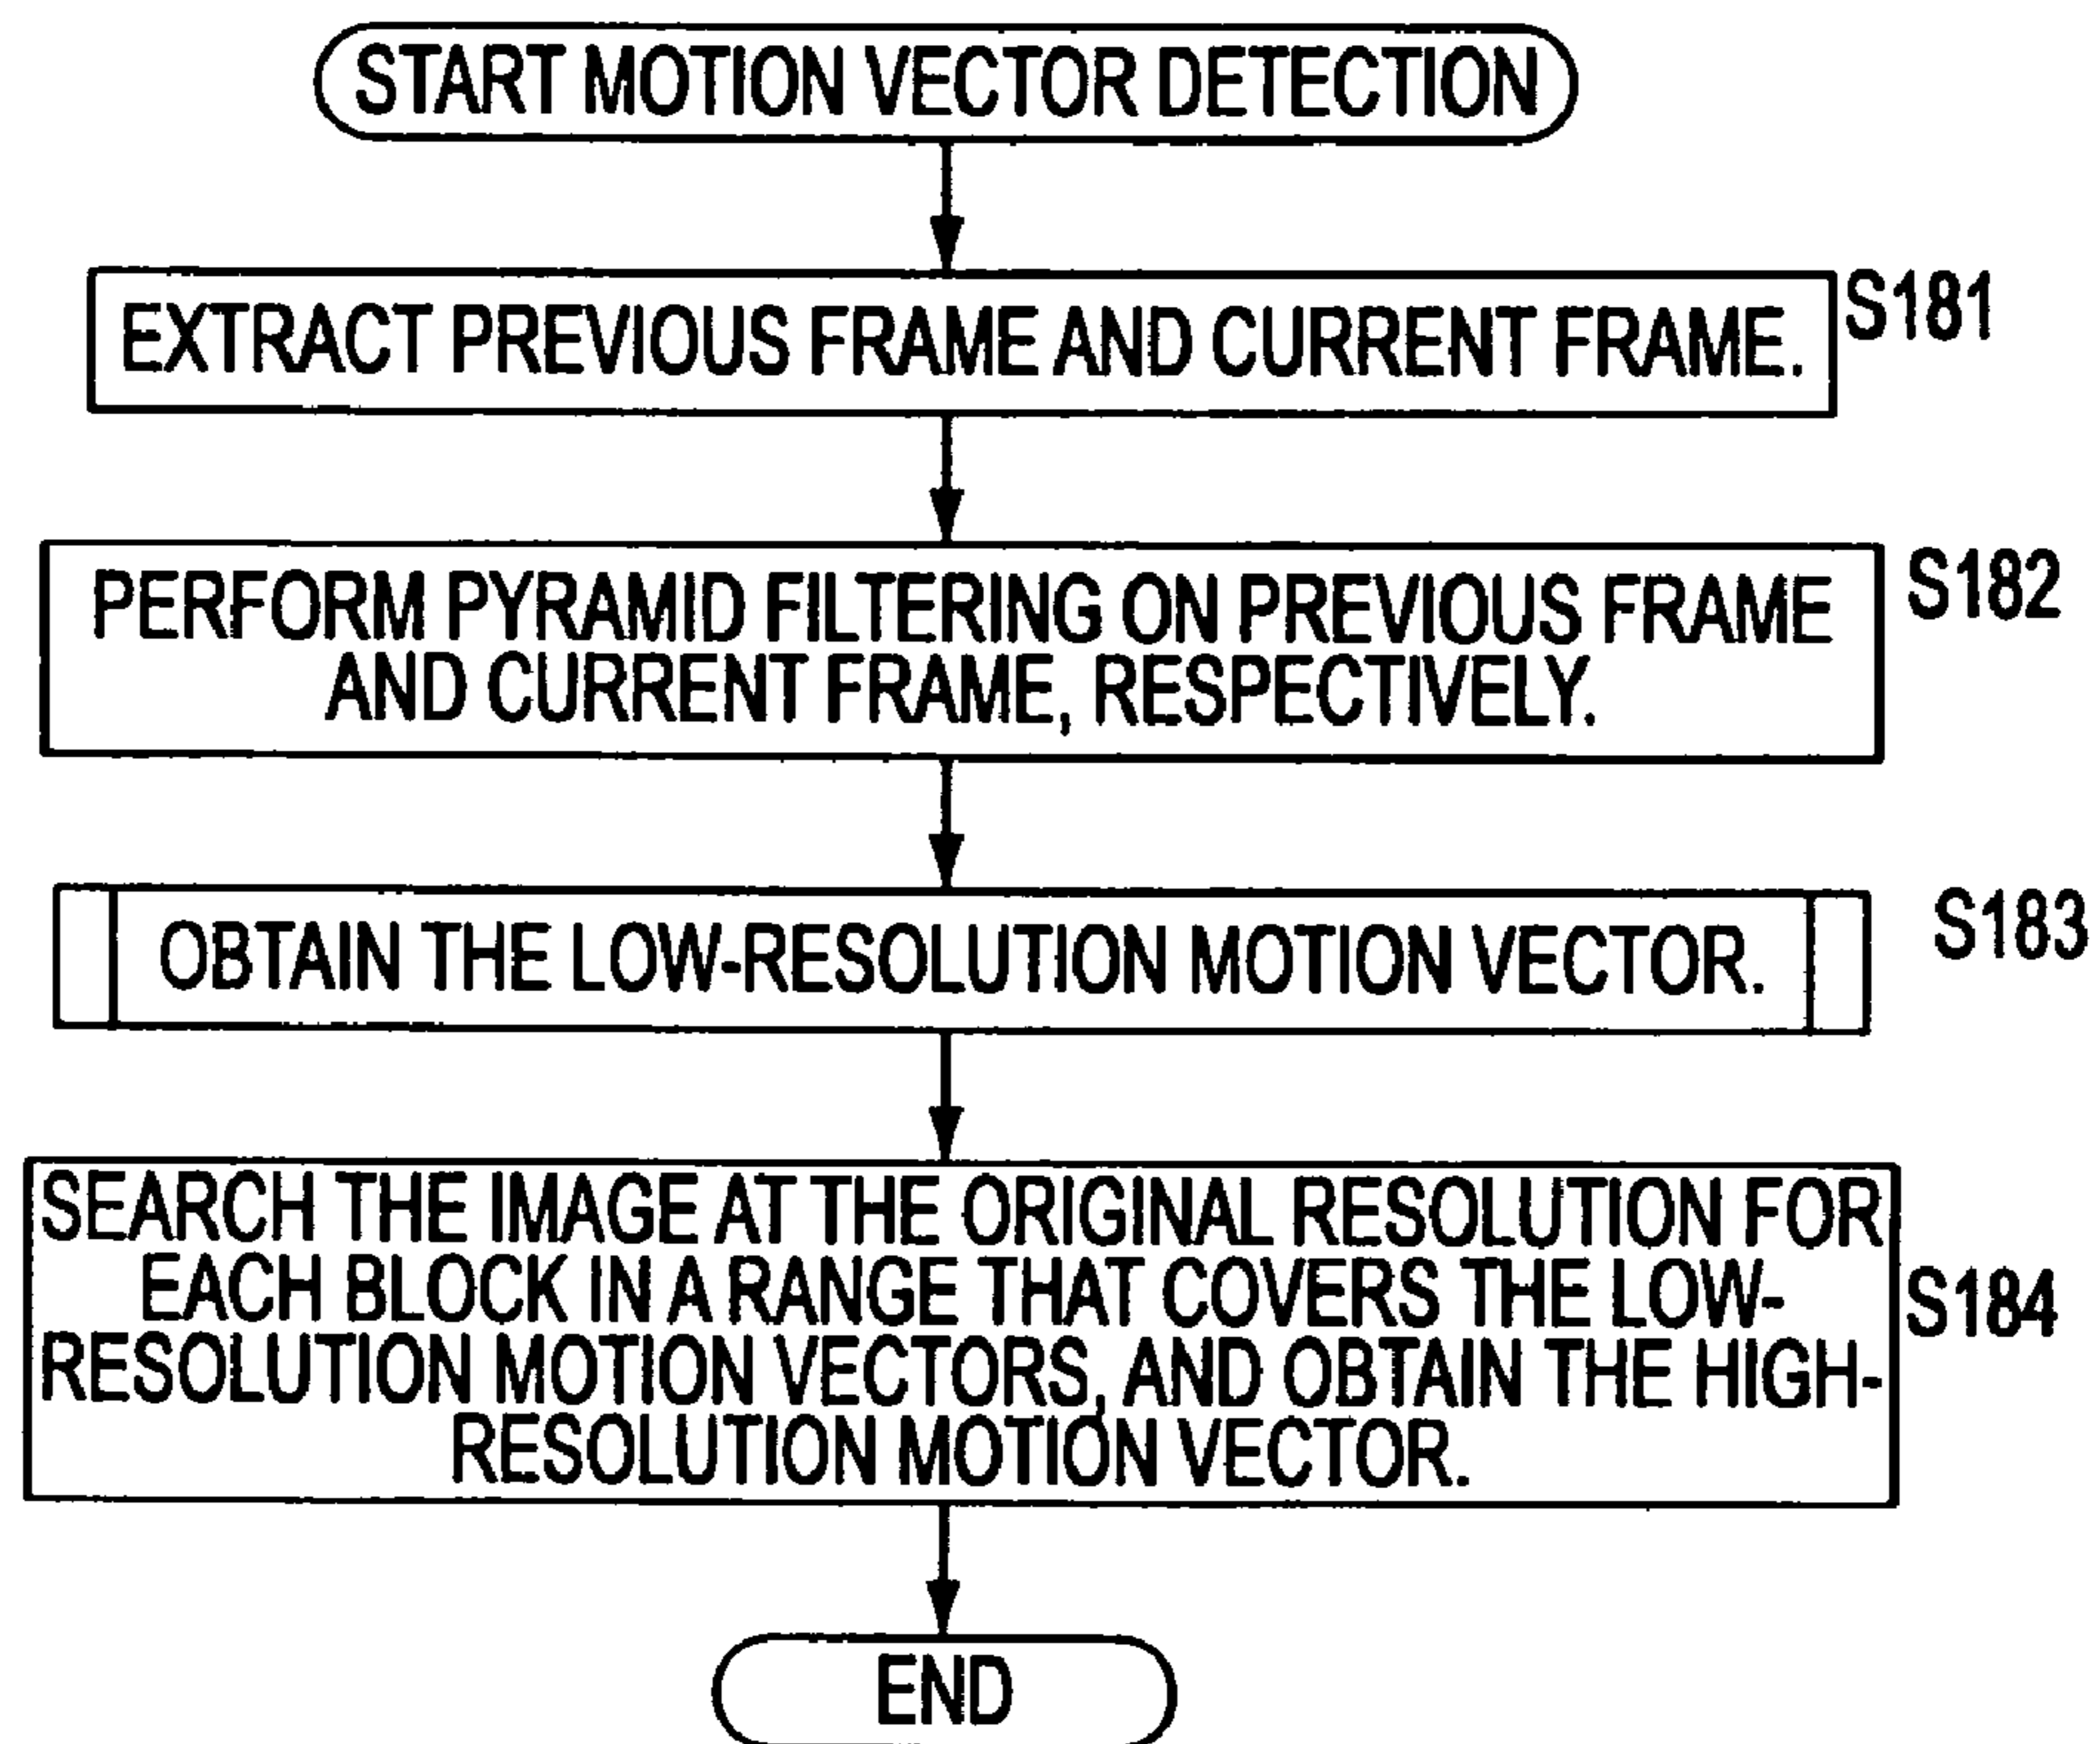 START MOTION VECTOR DETECTION
EXTRACT PREVIOUS FRAME AND CURRENT FRAME.
S181
PERFORM PYRAMID FILTERING ON PREVIOUS FRAME
AND CURRENT FRAME, RESPECTIVELY.
S182
OBTAIN THE LOW-RESOLUTION MOTION VECTOR.
S183
SEARCH THE IMAGE AT THE ORIGINAL RESOLUTION FOR
EACH BLOCK IN A RANGE THAT COVERS THE LOW-
RESOLUTION MOTION VECTORS, AND OBTAIN THE HIGH-
RESOLUTION MOTION VECTOR.
S184
END